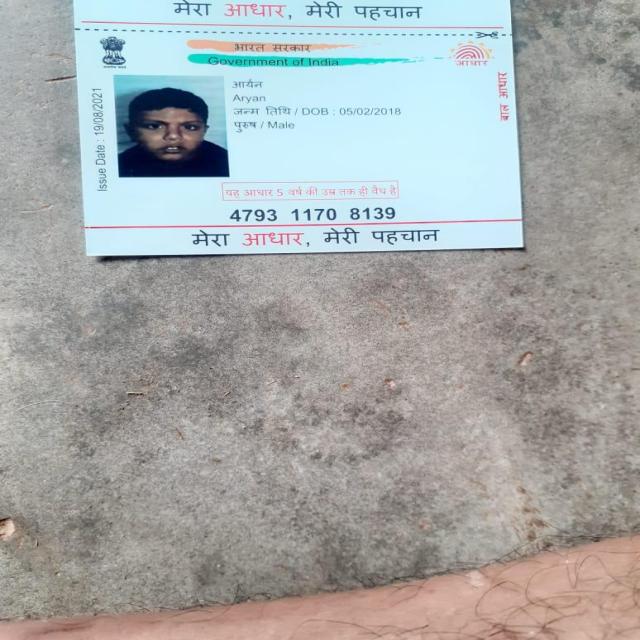 मेरा आधार, मेरी पहचान
भारत सरकार
Government of India
आधार
Issue Date : 19/08/2021
आर्यन
Aryan
जन्म तिथि / DOB : 05/02/2018
पुरुष / Male
बाल आधार
यह आधार 5 वर्ष की उम्र तक ही वैध है
4793 1170 8139
मेरा आधार, मेरी पहचान